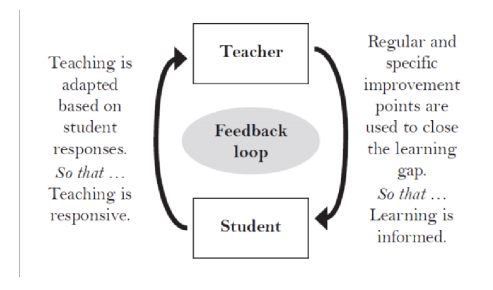 Teaching is
adapted
based on
student
responses.
So that …
Teaching is
responsive.
Teacher
Feedback
loop
Student
Regular and
specific
improvement
points are
used to close
the learning
gap.
So that …
Learning is
informed.